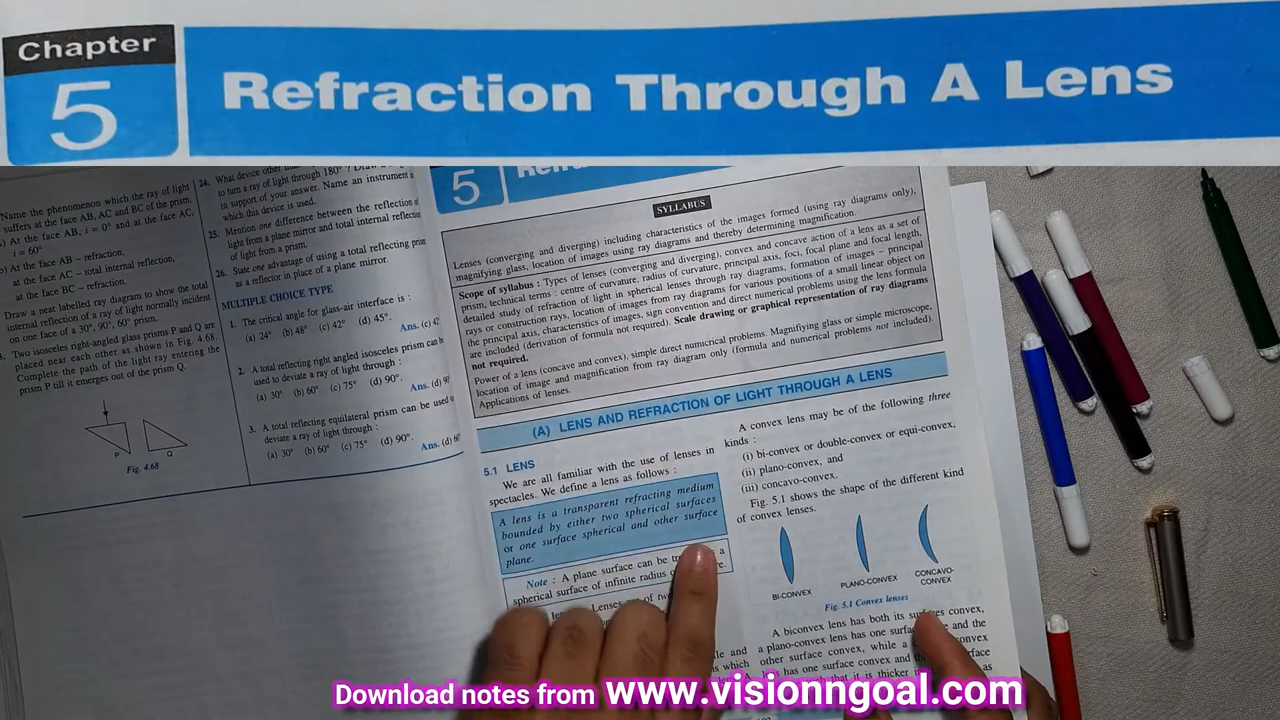 Chapter
5
Refraction Through A Lens
Name the phenomenon which the ray of light
suffers at the face AB, AC and BC of the prism.
At the face AB, i = 0° and at the face AC,
i = 60°
At the face AB – refraction,
at the face AC – total internal reflection,
at the face BC – refraction.
Draw a neat labelled ray diagram to show the total
internal reflection of a ray of light normally incident
on one face of a 30°, 90°, 60° prism.
Two isosceles right-angled glass prisms P and Q are
placed near each other as shown in Fig. 4.68.
Complete the path of the light ray entering the
prism P till it emerges out of the prism Q.
P
Q
Fig. 4.68
24. What device other
to turn a ray of light through 180° ? Draw
in support of your answer. Name an instrument
which this device is used.
25. Mention one difference between the reflection of
light from a plane mirror and total internal reflection
of light from a prism.
26. State one advantage of using a total reflecting prism
as a reflector in place of a plane mirror.
MULTIPLE CHOICE TYPE
1. The critical angle for glass-air interface is :
(a) 24° (b) 48° (c) 42° (d) 45°.
Ans. (c) 42
2. A total reflecting right angled isosceles prism can
used to deviate a ray of light through :
(a) 30° (b) 60° (c) 75° (d) 90°.
Ans. (d) 90
3. A total reflecting equilateral prism can be used
deviate a ray of light through :
(a) 30° (b) 60° (c) 75° (d) 90°.
Ans. (d) 60
5
SYLLABUS
Lenses (converging and diverging) including characteristics of the images formed (using ray diagrams only),
magnifying glass, location of images using ray diagrams and thereby determining magnification.
Scope of syllabus : Types of lenses (converging and diverging), convex and concave action of a lens as a set of
prism, technical terms : centre of curvature, radius of curvature, principal axis, foci, focal plane and focal length,
detailed study of refraction of light in spherical lenses through ray diagrams, formation of images – principal
rays or construction rays, location of images from ray diagrams for various positions of a small linear object on
the principal axis, characteristics of images, sign convention and direct numerical problems using the lens formula
are included (derivation of formula not required). Scale drawing or graphical representation of ray diagrams
not required.
Power of a lens (concave and convex), simple direct numerical problems. Magnifying glass or simple microscope,
location of image and magnification from ray diagram only (formula and numerical problems not included).
Applications of lenses.
(A) LENS AND REFRACTION OF LIGHT THROUGH A LENS
5.1 LENS
We are all familiar with the use of lenses in
spectacles. We define a lens as follows :
A lens is a transparent refracting medium
bounded by either two spherical surfaces
or one surface spherical and other surface
plane.
Note : A plane surface can be a
spherical surface of infinite radius
Lenses of two
A convex lens may be of the following three
kinds :
(i) bi-convex or double-convex or equi-convex,
(ii) plano-convex, and
(iii) concavo-convex.
Fig. 5.1 shows the shape of the different kind
of convex lenses.
BI-CONVEX
PLANO-CONVEX
CONCAVO-
CONVEX
Fig. 5.1 Convex lenses
A biconvex lens has both its surfaces convex,
a plano-convex lens has one surface and the
other surface convex, while a convex
has one surface convex and the surface
that it is thicker as
Download notes from www.visionngoal.com